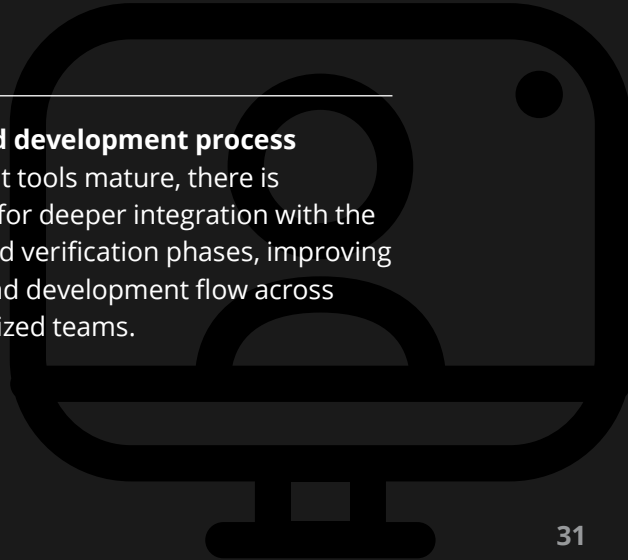 development process
t tools mature, there is
for deeper integration with the
d verification phases, improving
nd development flow across
ized teams.
31